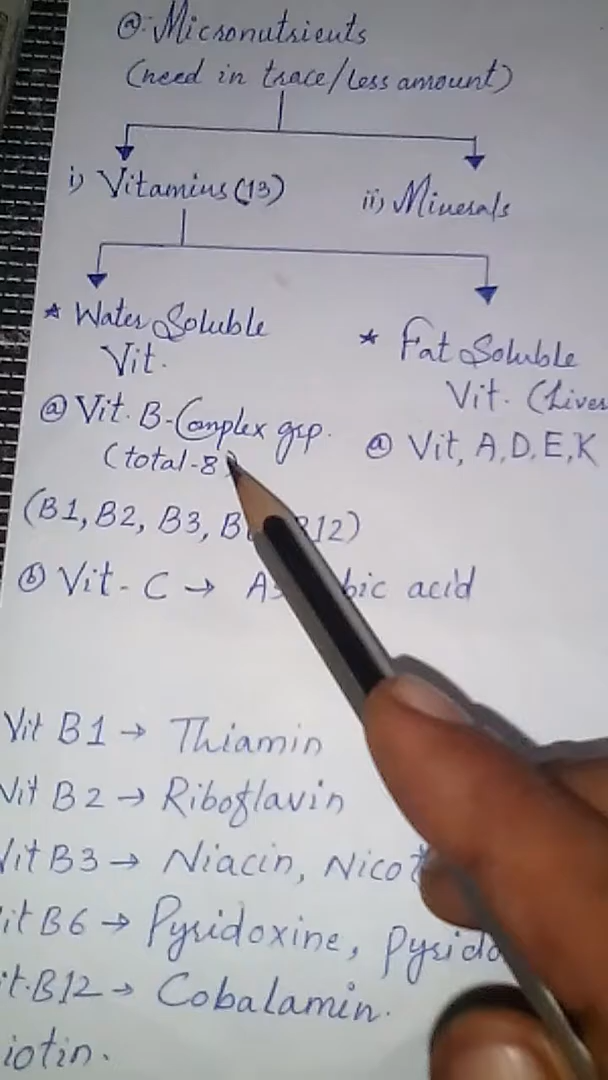 @. Micronutrients
(need in trace/less amount)
i) Vitamins (13)
ii) Minerals
* Water Soluble
Vit.
* Fat Soluble
Vit. (Liver
@ Vit. B-Complex grp.
(total-8)
@ Vit, A, D, E, K
(B1, B2, B3, 12)
ⓑ Vit- C → acid
Vit B1 → Thiamin
Vit B2 → Riboflavin
Vit B3 → Niacin,
it B6 → Pyridoxine,
it. B12 → Cobalamin.
iotin.